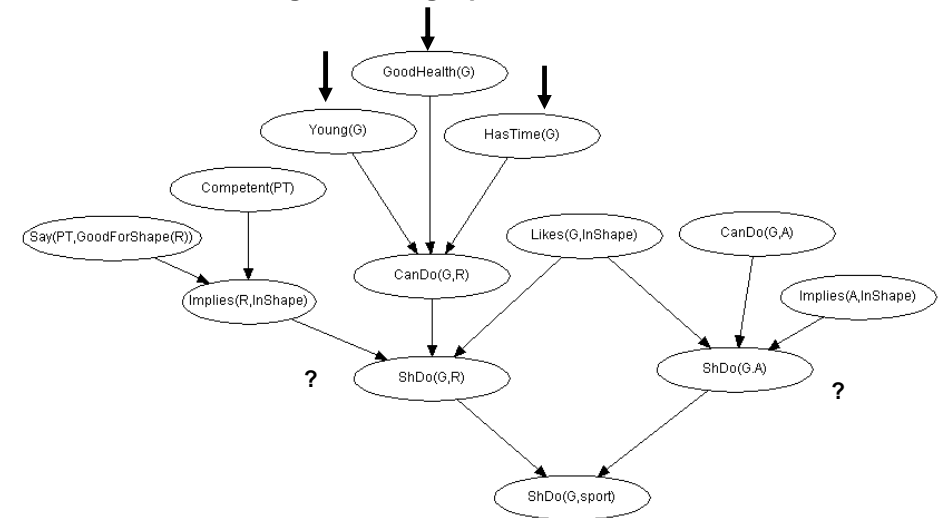 GoodHealth(G)
Young(G)
HasTime(G)
Competent(PT)
Say(PT,GoodForShape(R))
Likes(G,InShape)
CanDo(G,A)
CanDo(G,R)
Implies(R,InShape)
Implies(A,InShape)
?
ShDo(G,R)
ShDo(G.A)
?
ShDo(G,sport)